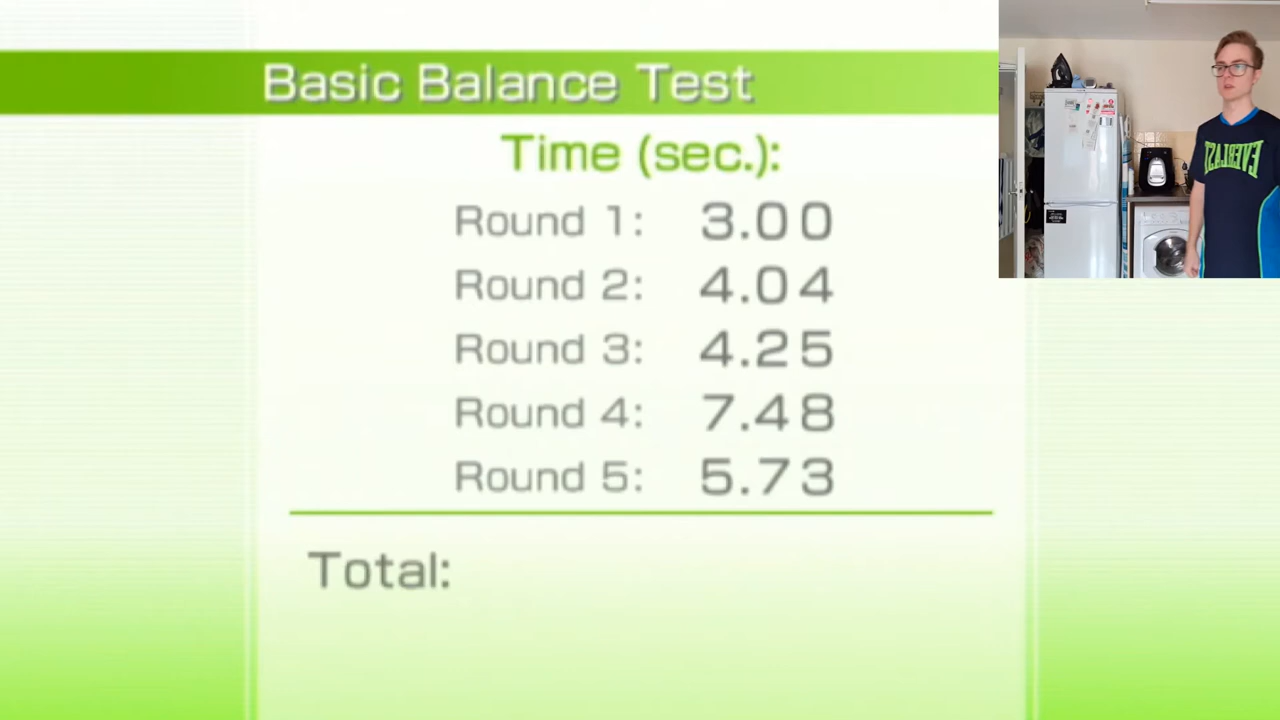 Basic Balance Test
Time (sec.):
Round 1: 3.00
Round 2: 4.04
Round 3: 4.25
Round 4: 7.48
Round 5: 5.73
Total:
EVERLAST